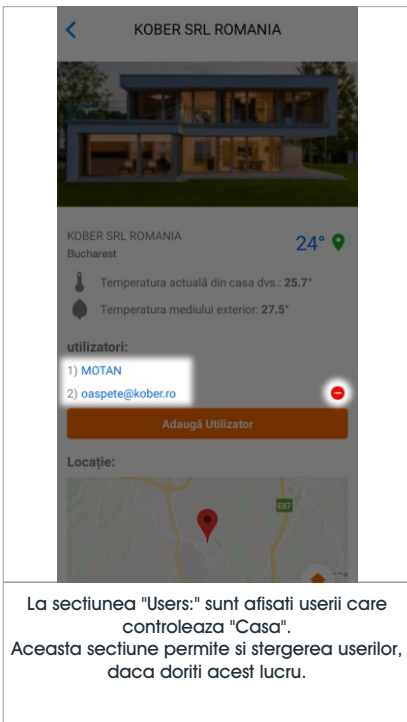 KOBER SRL ROMANIA
KOBER SRL ROMANIA
24°
Bucharest
Temperatura actuală din casa dvs.: 25.7°
Temperatura mediului exterior: 27.5°
utilizatori:
1) MOTAN
2) oaspete@kober.ro
Adaugă Utilizator
Locație:
E87
La sectiunea "Users:" sunt afisati userii care
controleaza "Casa".
Aceasta sectiune permite si stergerea userilor,
daca doriti acest lucru.